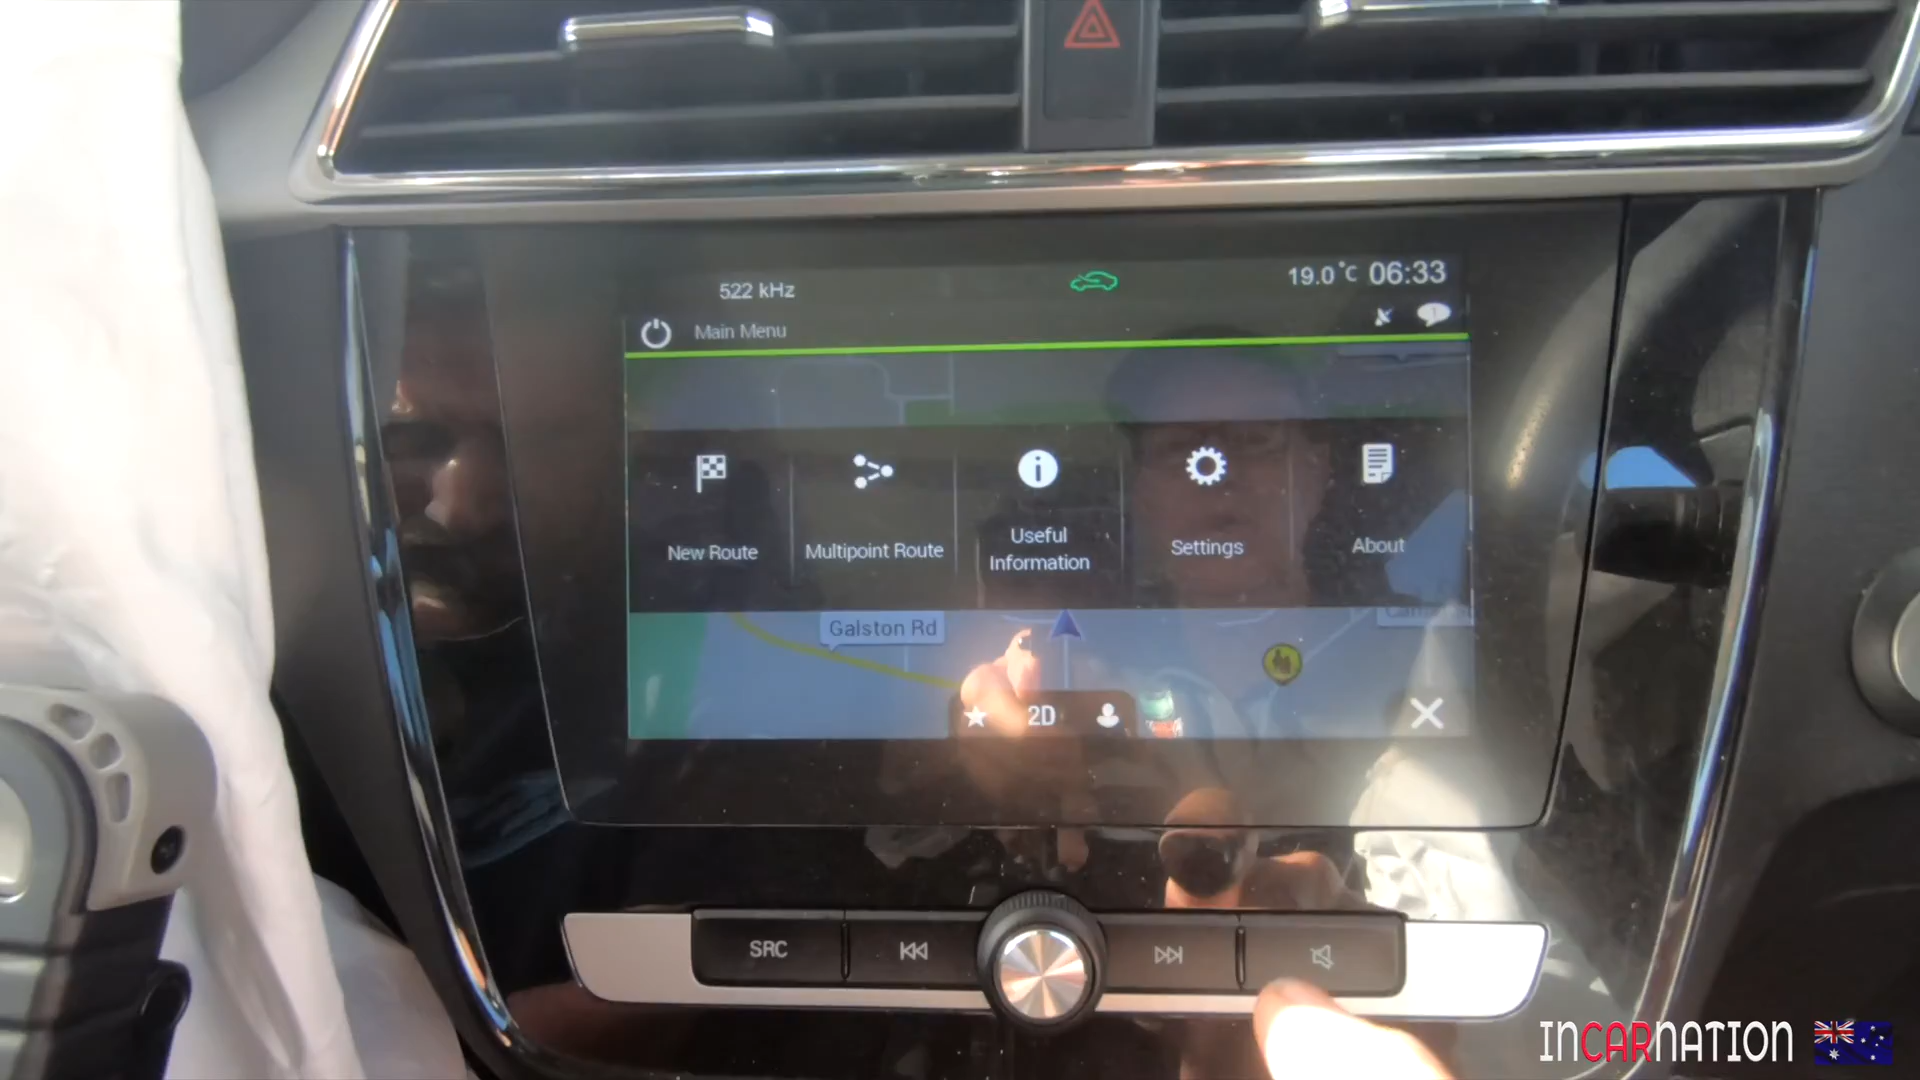 522 kHz
19.0°C 06:33
Main Menu
New Route
Multipoint Route
Useful
Information
Settings
About
Galston Rd
2D
SRC
INCARNATION